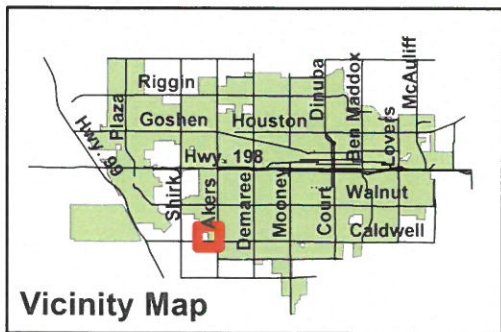 Riggin
Plaza
Goshen
Houston
Dinuba
Ben Maddox
Lovers
McAuliff
Hwy. 99
Hwy. 198
Shirk
Akers
Demaree
Mooney
Court
Walnut
Caldwell
Vicinity Map